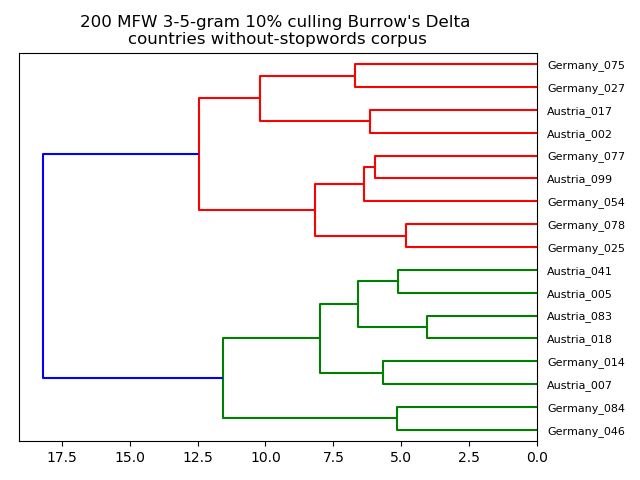 200 MFW 3-5-gram 10% culling Burrow's Delta
countries without-stopwords corpus
Germany_075
Germany_027
Austria_017
Austria_002
Germany_077
Austria_099
Germany_054
Germany_078
Germany_025
Austria_041
Austria_005
Austria_083
Austria_018
Germany_014
Austria_007
Germany_084
Germany_046
17.5 15.0 12.5 10.0 7.5 5.0 2.5 0.0